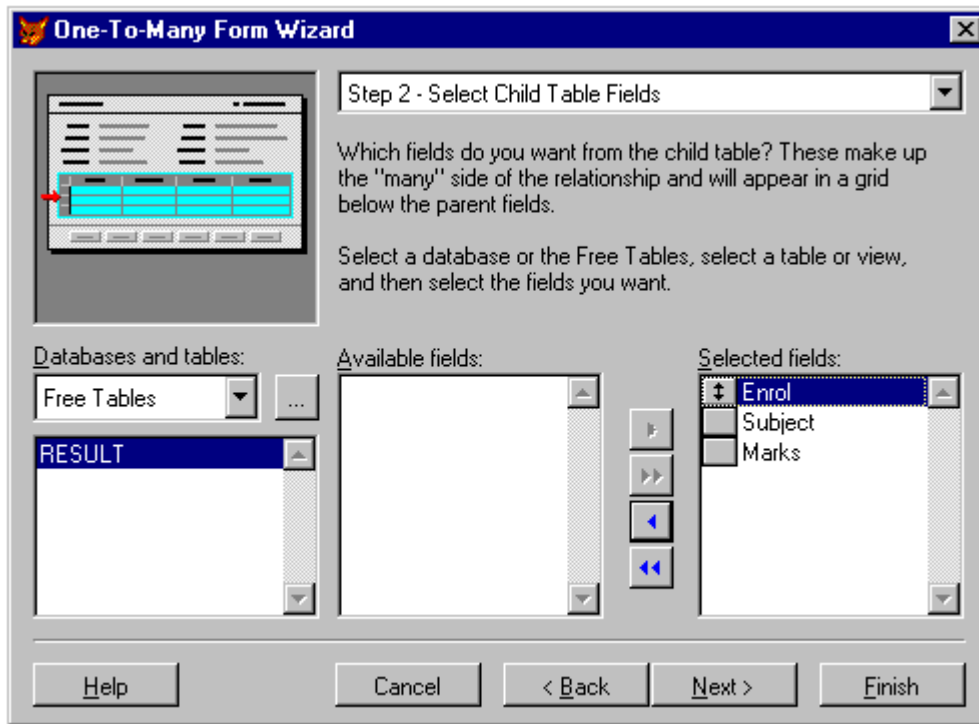 One-To-Many Form Wizard
Step 2 - Select Child Table Fields
Which fields do you want from the child table? These make up
the "many" side of the relationship and will appear in a grid
below the parent fields.
Select a database or the Free Tables, select a table or view,
and then select the fields you want.
Databases and tables:
Free Tables
...
RESULT
Available fields:
Selected fields:
Enrol
Subject
Marks
Help
Cancel
< Back
Next >
Finish